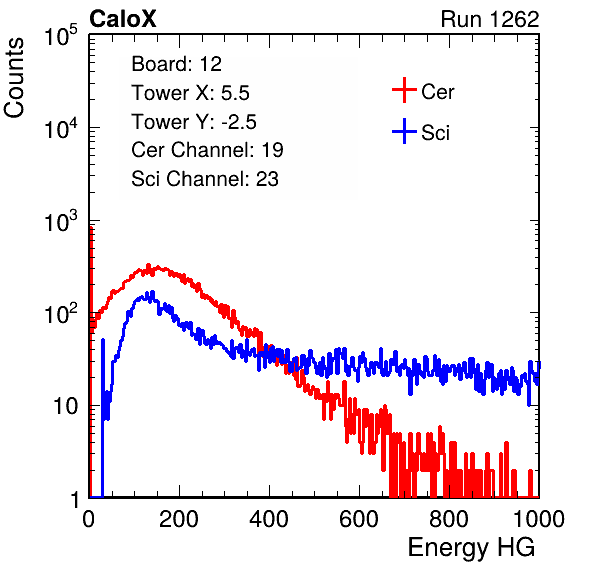 CaloX Run 1262
Counts
10^5
10^4
10^3
10^2
10
1
Board: 12
Tower X: 5.5
Tower Y: -2.5
Cer Channel: 19
Sci Channel: 23
Cer
Sci
0 200 400 600 800 1000
Energy HG